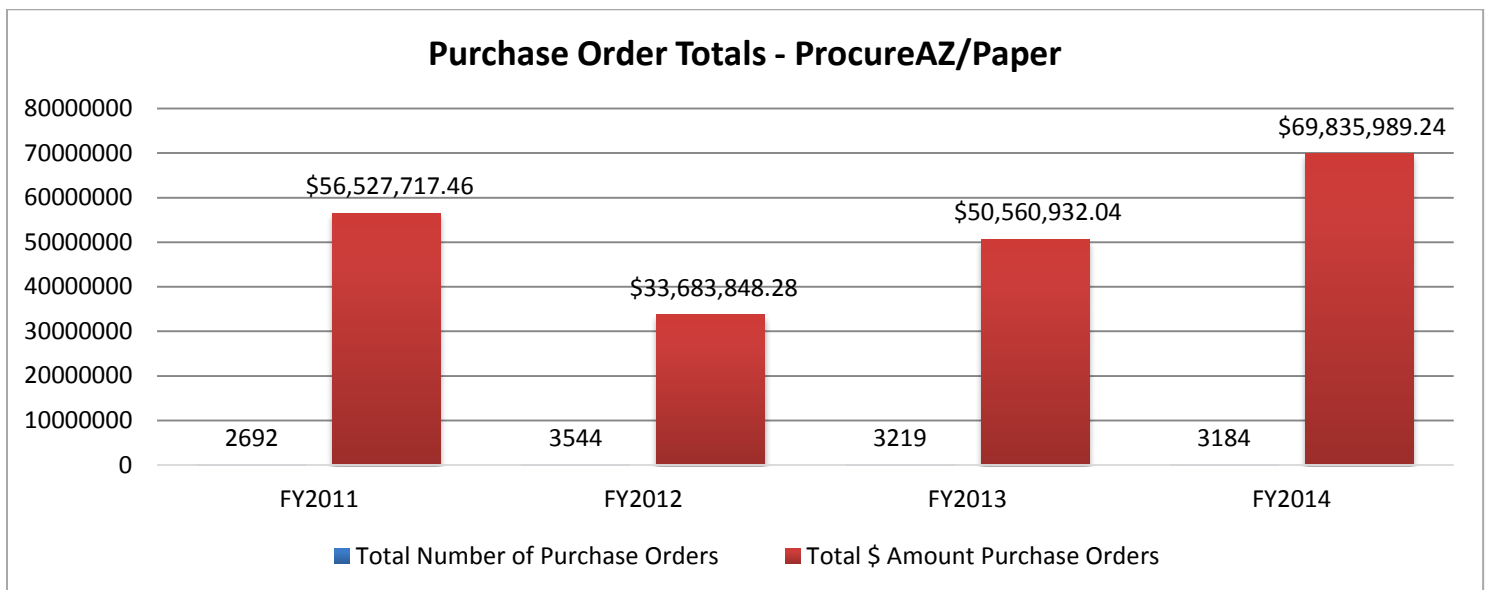 Purchase Order Totals - ProcureAZ/Paper
80000000
70000000
60000000
50000000
40000000
30000000
20000000
10000000
0
$56,527,717.46
$33,683,848.28
$50,560,932.04
$69,835,989.24
2692
3544
3219
3184
FY2011
FY2012
FY2013
FY2014
Total Number of Purchase Orders
Total $ Amount Purchase Orders